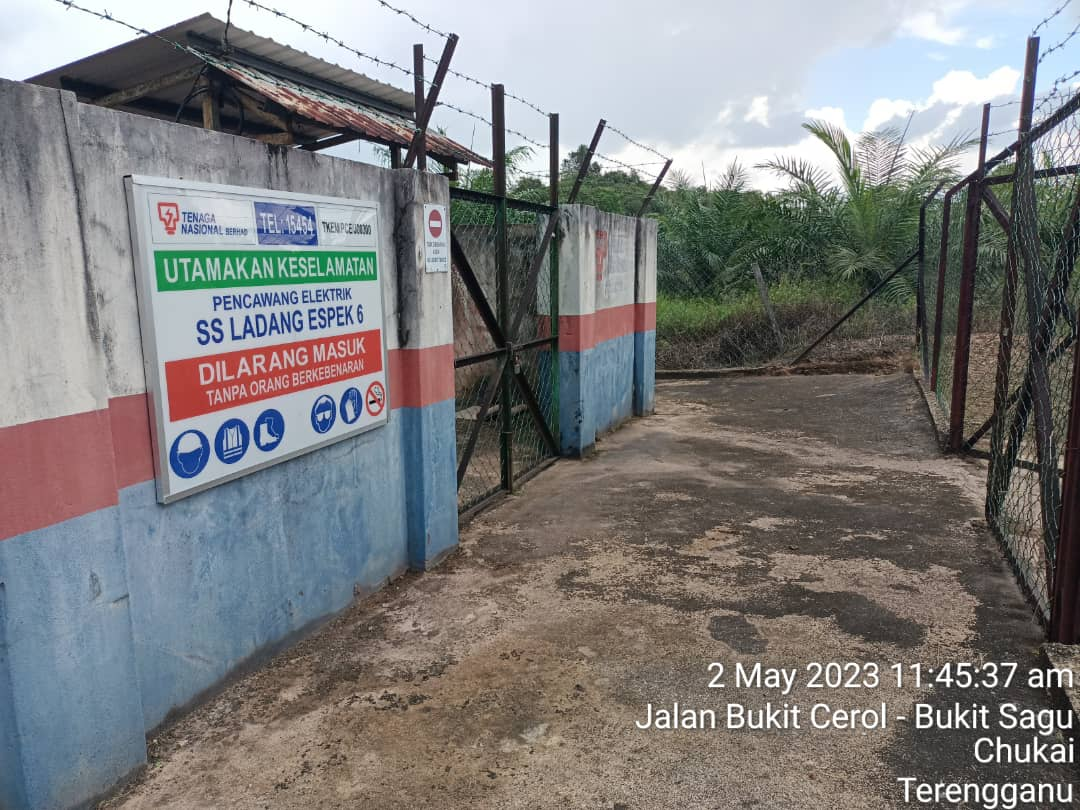 TENAGA
NASIONAL BERHAD
TEL: 15454
UTAMAKAN KESELAMATAN
PENCAWANG ELEKTRIK
SS LADANG ESPEK 6
DILARANG MASUK
TANPA ORANG BERKEBENARAN
2 May 2023 11:45:37 am
Jalan Bukit Cerol - Bukit Sagu
Chukai
Terengganu